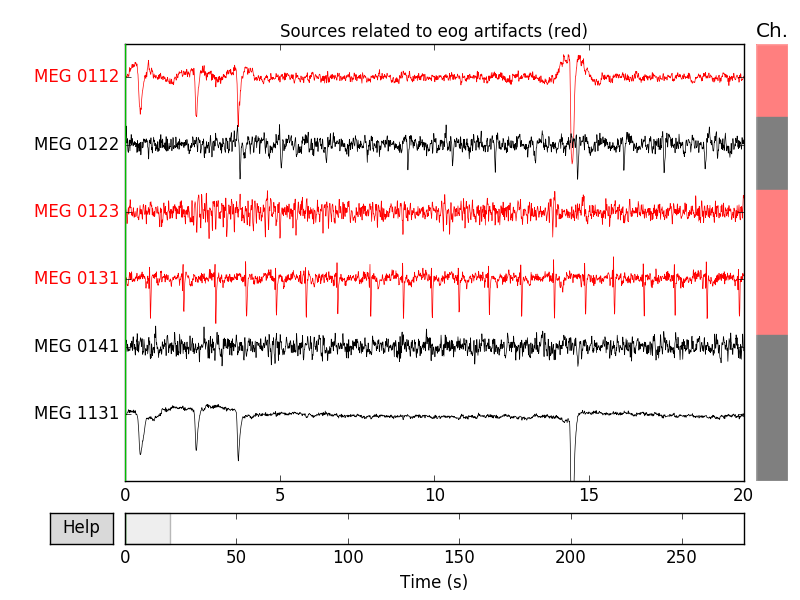 Sources related to eog artifacts (red)
Ch.
MEG 0112
MEG 0122
MEG 0123
MEG 0131
MEG 0141
MEG 1131
0 5 10 15 20
Help
0 50 100 150 200 250
Time (s)